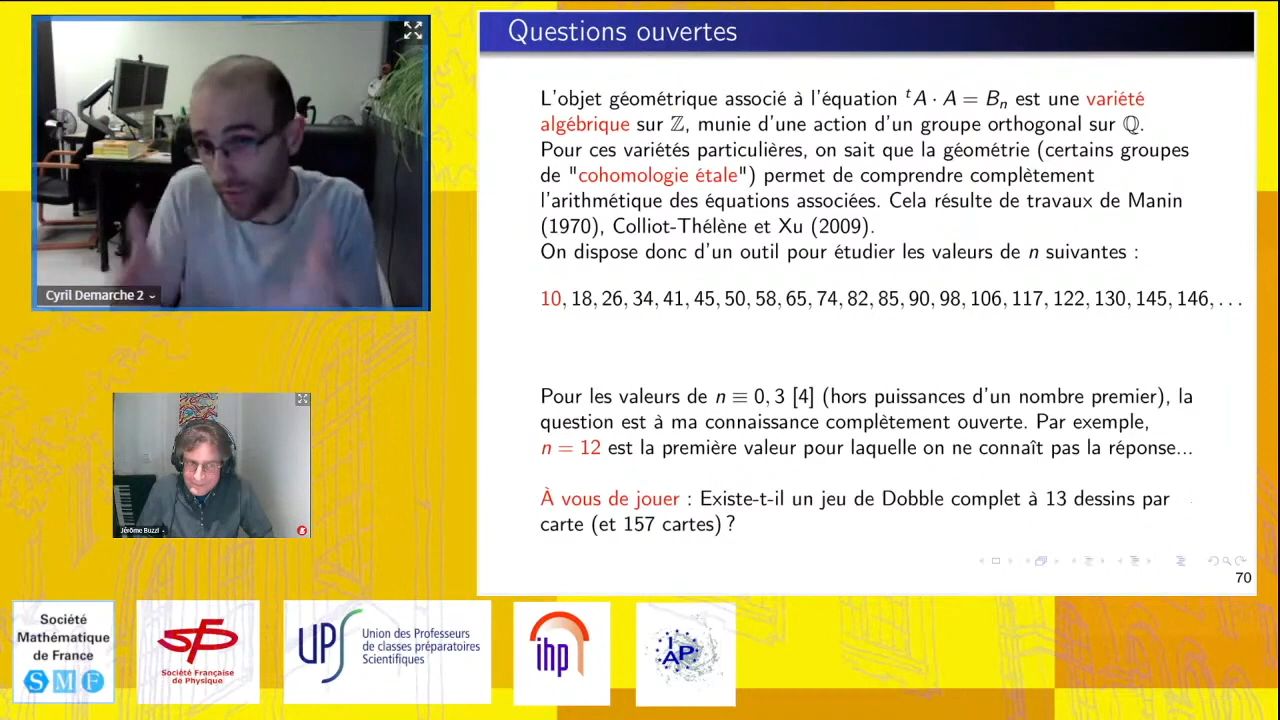 Questions ouvertes
L'objet géométrique associé à l'équation ᵗA · A = Bₙ est une variété
algébrique sur ℤ, munie d'une action d'un groupe orthogonal sur ℚ.
Pour ces variétés particulières, on sait que la géométrie (certains groupes
de "cohomologie étale") permet de comprendre complètement
l'arithmétique des équations associées. Cela résulte de travaux de Manin
(1970), Colliot-Thélène et Xu (2009).
On dispose donc d'un outil pour étudier les valeurs de n suivantes :
10, 18, 26, 34, 41, 45, 50, 58, 65, 74, 82, 85, 90, 98, 106, 117, 122, 130, 145, 146, ...
Pour les valeurs de n ≡ 0, 3 [4] (hors puissances d'un nombre premier), la
question est à ma connaissance complètement ouverte. Par exemple,
n = 12 est la première valeur pour laquelle on ne connaît pas la réponse...
À vous de jouer : Existe-t-il un jeu de Dobble complet à 13 dessins par
carte (et 157 cartes) ?
70
Cyril Demarche 2
Jérôme Buzzi
Société
Mathématique
de France
SMF
sfp
Société Française
de Physique
UPS
Union des Professeurs
de classes préparatoires
Scientifiques
ihp
IAP